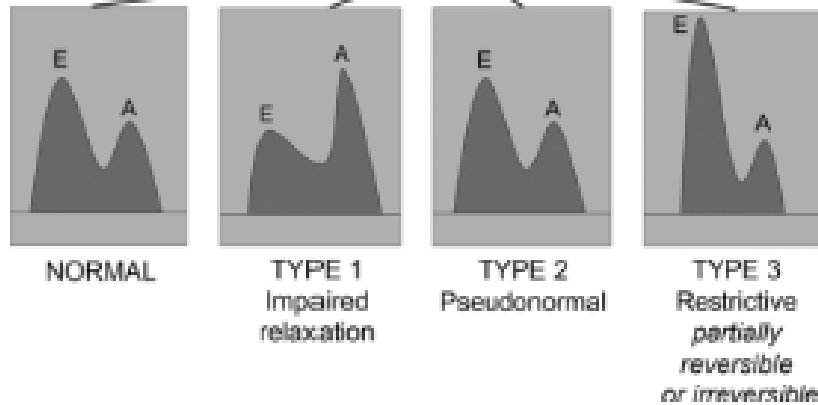 E
A
NORMAL
E
A
TYPE 1
Impaired
relaxation
E
A
TYPE 2
Pseudonormal
E
A
TYPE 3
Restrictive
partially
reversible
or irreversible